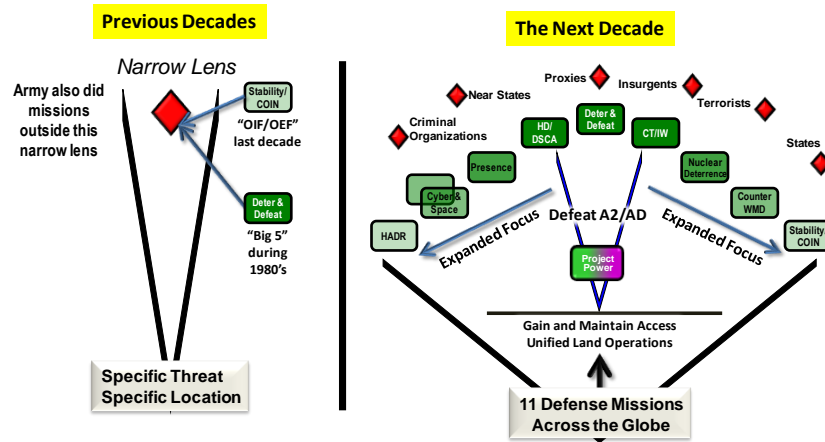 Previous Decades
Narrow Lens
Army also did
missions
outside this
narrow lens
Stability/
COIN
"OIF/OEF"
last decade
Deter &
Defeat
"Big 5"
during
1980's
Specific Threat
Specific Location
The Next Decade
Proxies
Insurgents
Near States
Terrorists
Criminal
Organizations
States
HD/
DSCA
Deter &
Defeat
CT/IW
Presence
Nuclear
Deterrence
Cyber &
Space
Counter
WMD
HADR
Stability/
COIN
Expanded Focus
Defeat A2/AD
Expanded Focus
Project
Power
Gain and Maintain Access
Unified Land Operations
11 Defense Missions
Across the Globe